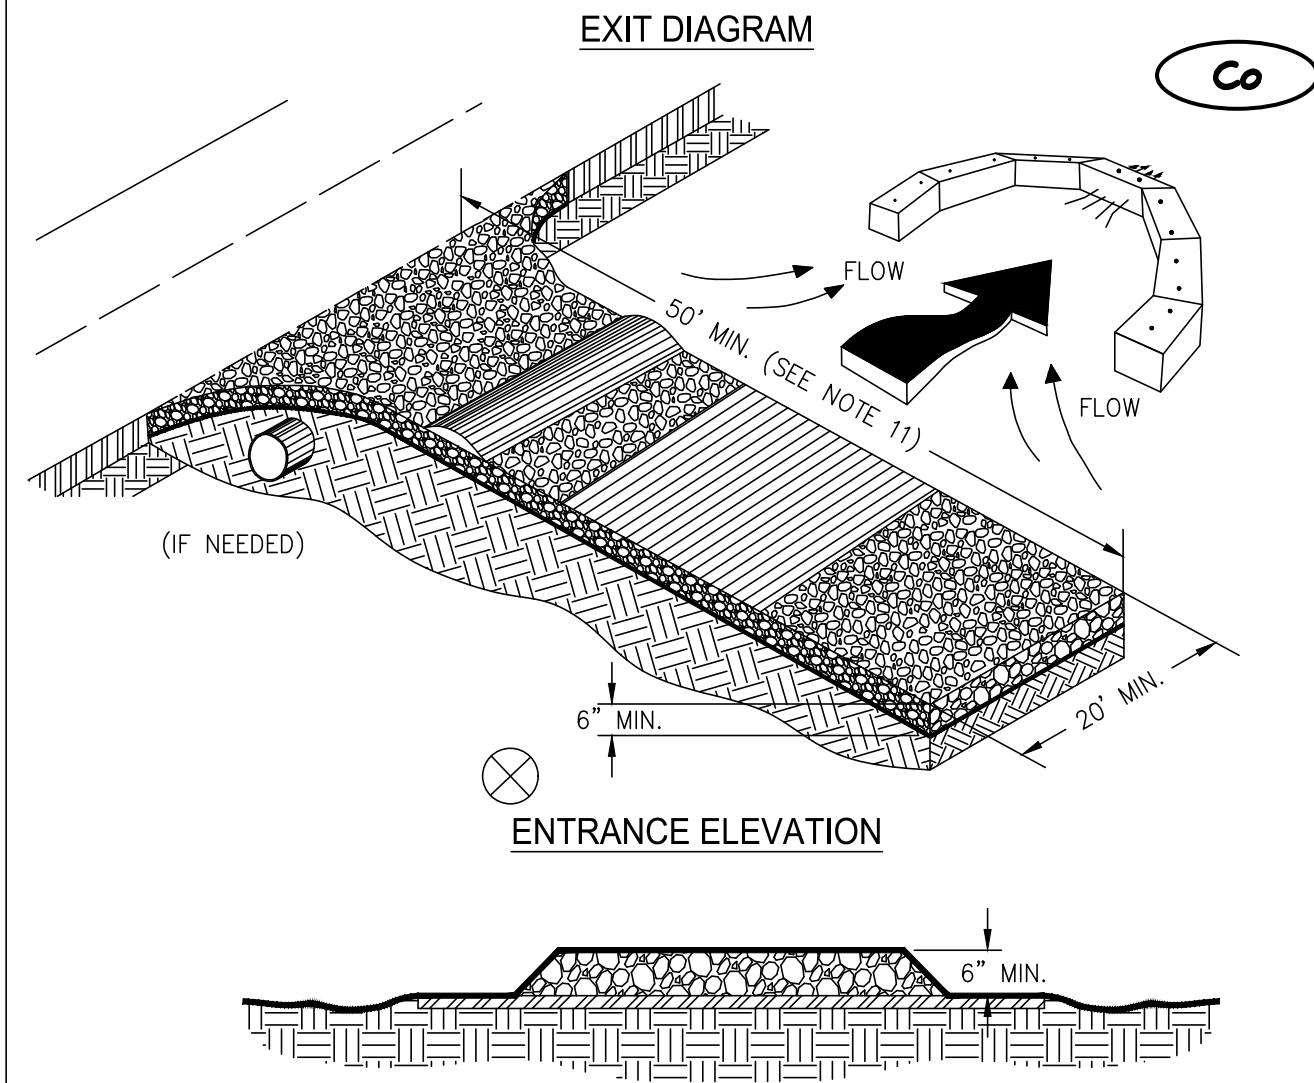 EXIT DIAGRAM
Co
FLOW
50' MIN. (SEE NOTE 11)
FLOW
(IF NEEDED)
6” MIN.
20' MIN.
ENTRANCE ELEVATION
6” MIN.